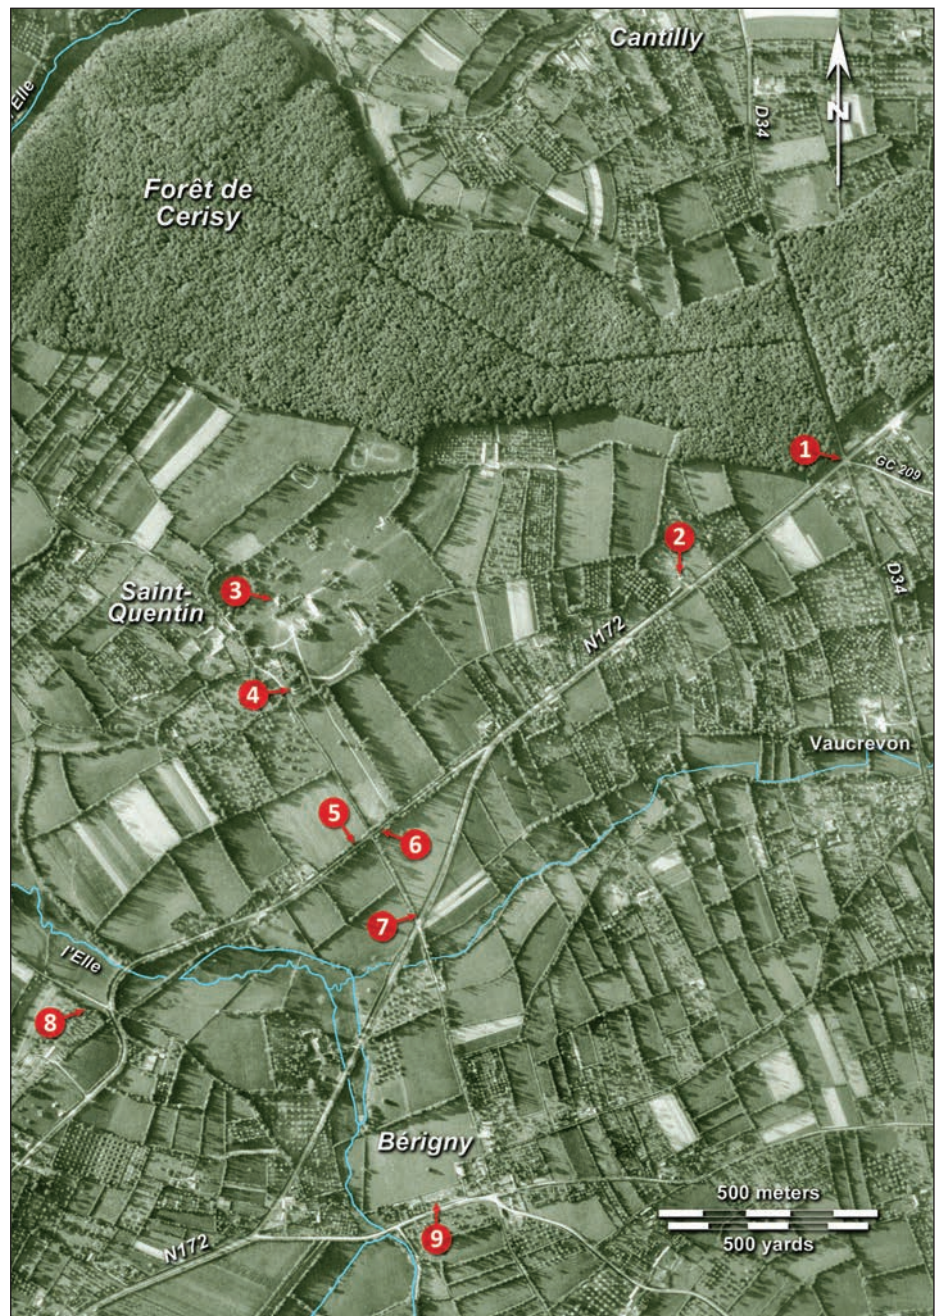 Cantilly
l'Elle
D34
N
Forêt de
Cerisy
1
GC 209
2
D34
Saint-
Quentin
3
N172
4
Vaucrevon
5
6
7
l'Elle
8
Bérigny
500 meters
500 yards
9
N172